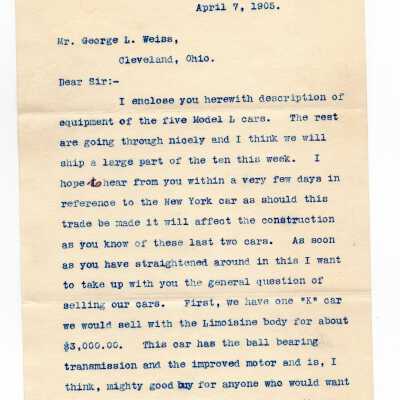 April 7, 1905.
Mr. George L. Weiss,
Cleveland, Ohio.
Dear Sir:-
I enclose you herewith description of
equipment of the five Model L cars. The rest
are going through nicely and I think we will
ship a large part of the ten this week. I
hope to hear from you within a very few days in
reference to the New York car as should this
trade be made it will affect the construction
as you know of these last two cars. As soon
as you have straightened around in this I want
to take up with you the general question of
selling our cars. First, we have one "K" car
we would sell with the Limoisine body for about
$3,000.00. This car has the ball bearing
transmission and the improved motor and is, I
think, mighty good buy for anyone who would want